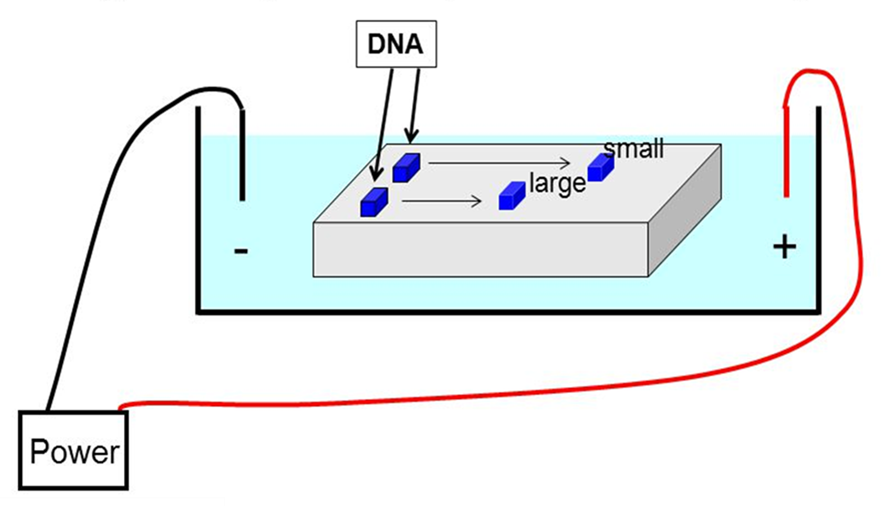 DNA
small
large
-
+
Power